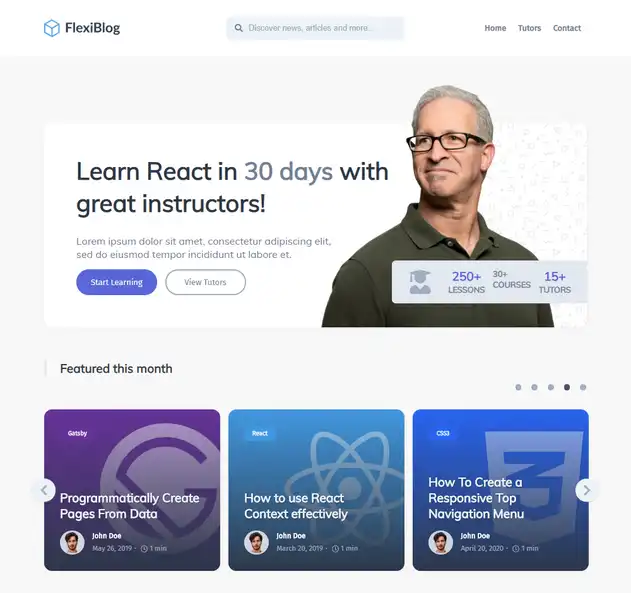 FlexiBlog
Discover news, articles and more...
Home Tutors Contact
Learn React in 30 days with
great instructors!
Lorem ipsum dolor sit amet, consectetur adipiscing elit,
sed do eiusmod tempor incididunt ut labore et.
Start Learning View Tutors
250+ 30+ 15+
LESSONS COURSES TUTORS
Featured this month
Gatsby
Programmatically Create
Pages From Data
John Doe
May 26, 2019 · 1 min
React
How to use React
Context effectively
John Doe
March 20, 2019 · 1 min
CSS3
How To Create a
Responsive Top
Navigation Menu
John Doe
April 20, 2020 · 1 min